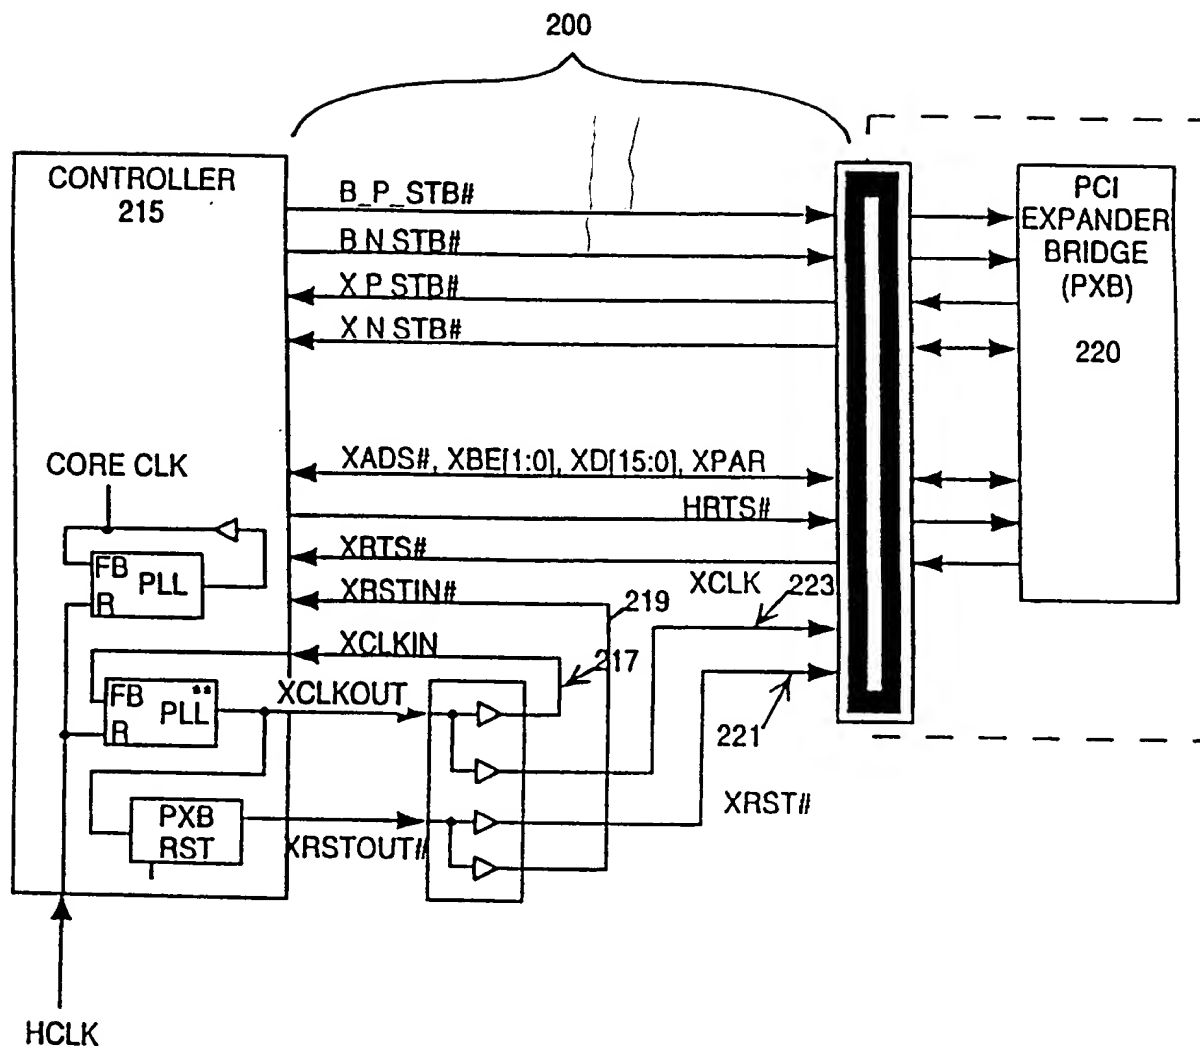 200
CONTROLLER
215
B_P_STB#
B N STB#
X P STB#
X N STB#
PCI
EXPANDER
BRIDGE
(PXB)
220
CORE CLK
XADS#, XBE[1:0], XD[15:0], XPAR
HRTS#
XRTS#
FB
PLL
R
XCLK
223
XRSTIN#
219
XCLKIN
217
FB
PLL**
R
XCLKOUT
221
PXB
RST
XRST#
XRSTOUT#
HCLK